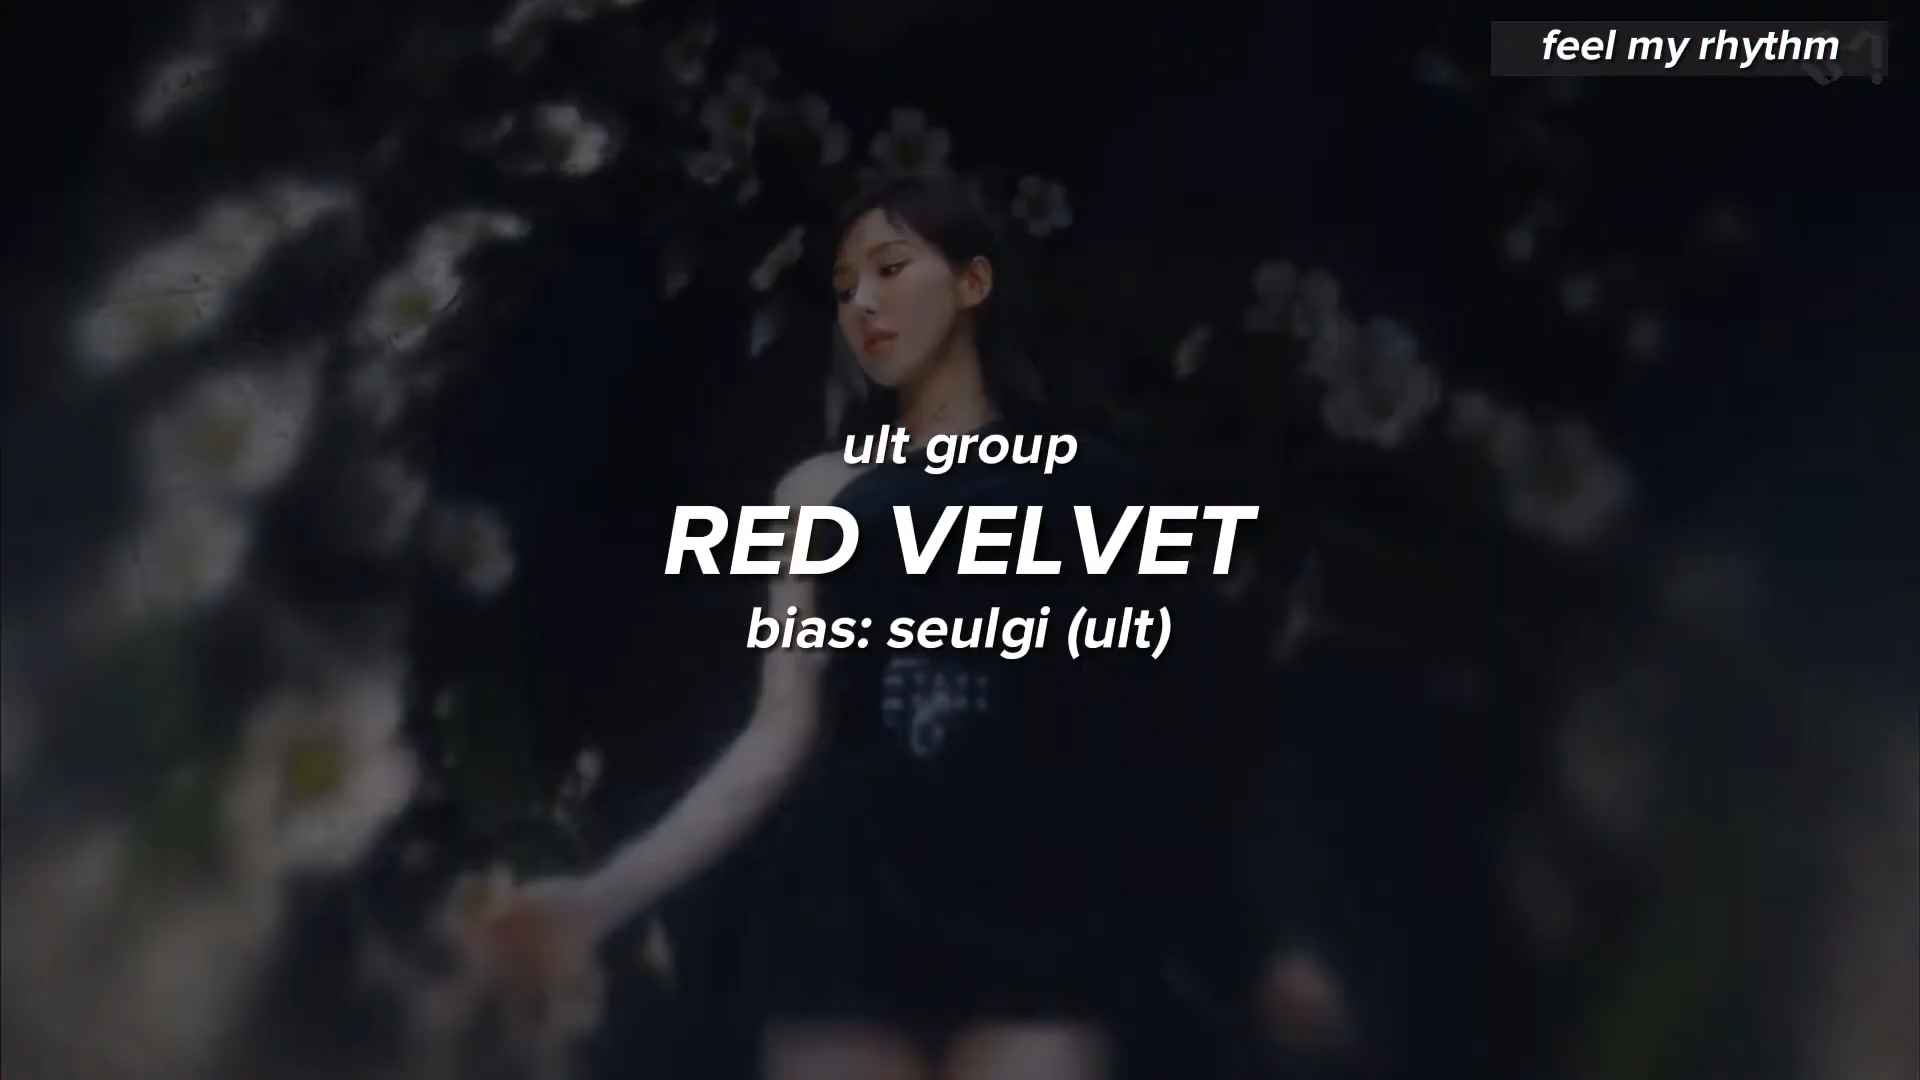 feel my rhythm
ult group
RED VELVET
bias: seulgi (ult)